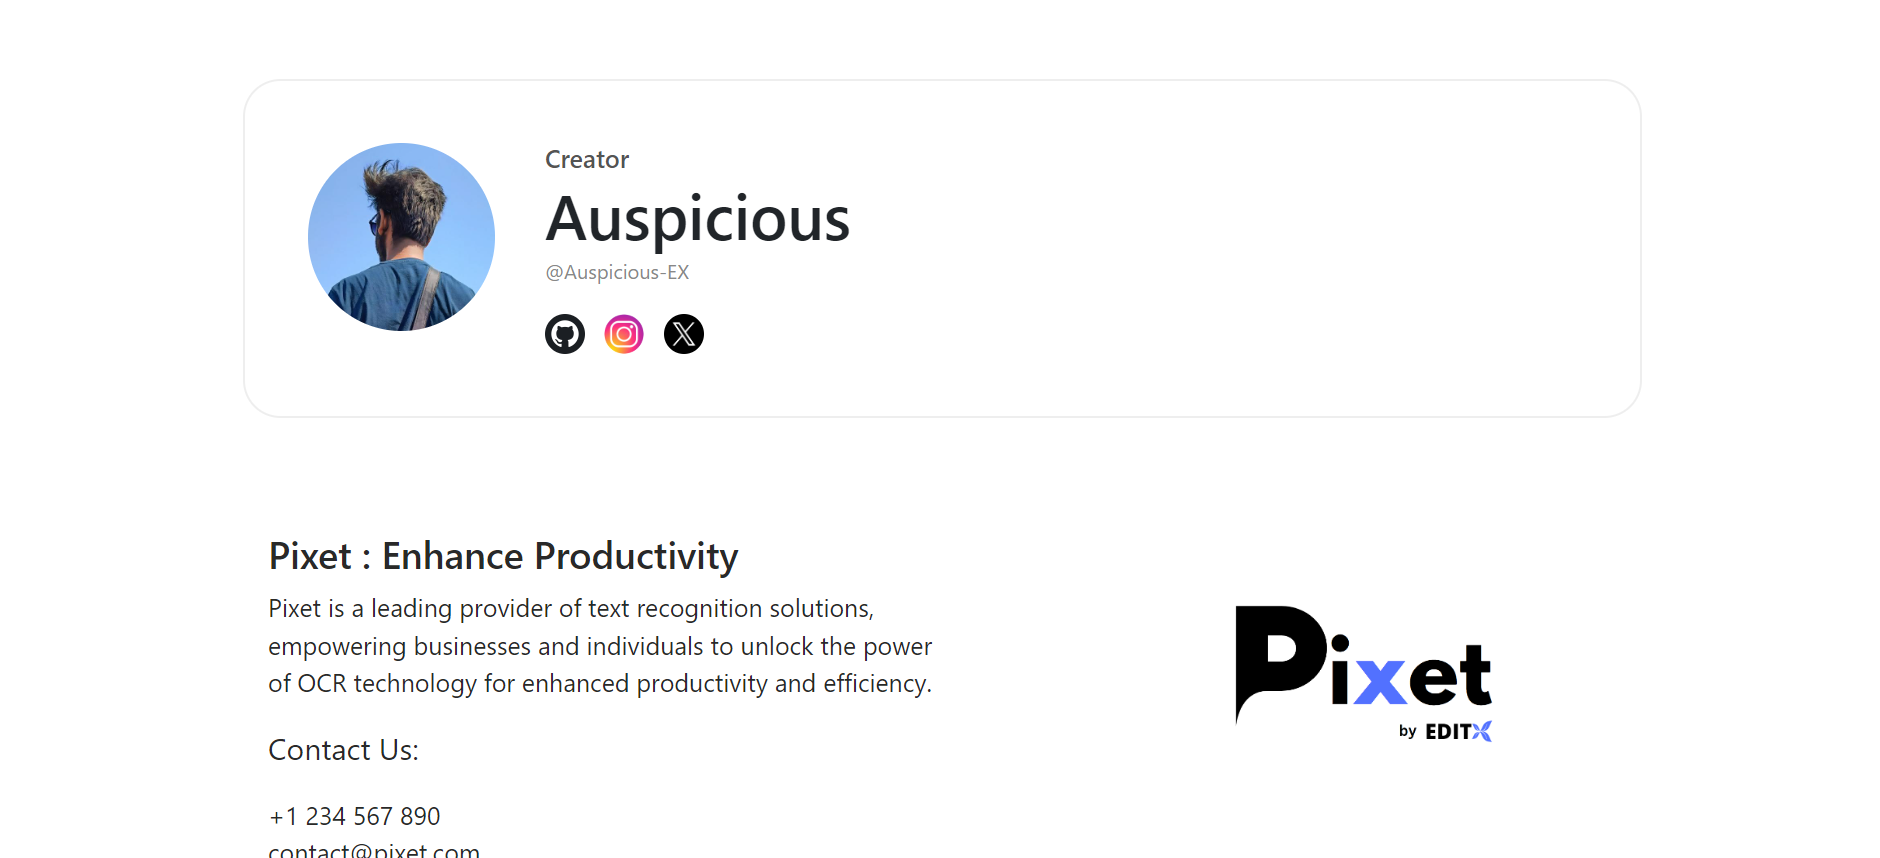 Creator
Auspicious
@Auspicious-EX
Pixet : Enhance Productivity
Pixet is a leading provider of text recognition solutions,
empowering businesses and individuals to unlock the power
of OCR technology for enhanced productivity and efficiency.
Contact Us:
+1 234 567 890
contact@pixet.com
Pixet
by EDITX